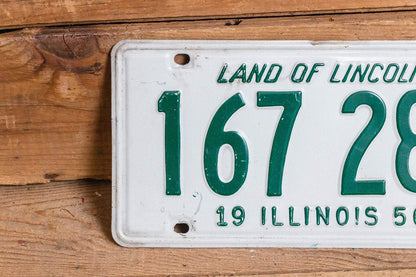 LAND OF LINCOL
167 28
19 ILLINOIS 5